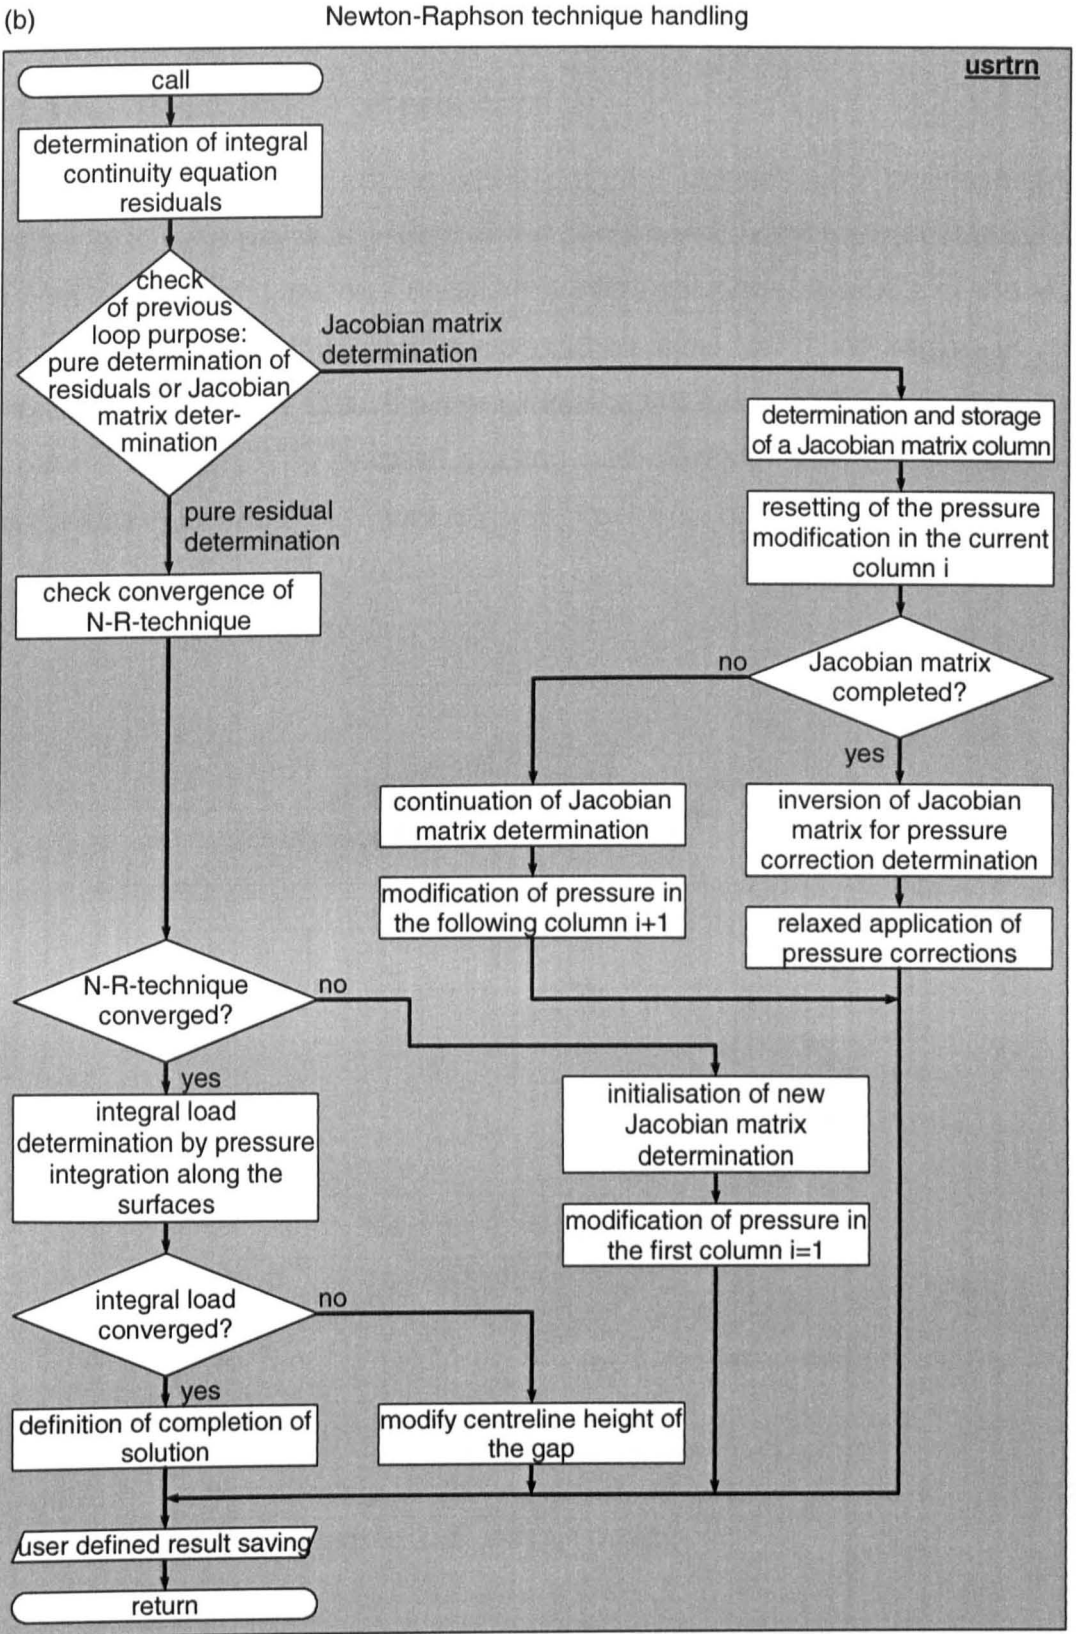 (b)
Newton-Raphson technique handling
usrtrn
call
determination of integral
continuity equation
residuals
check
of previous
loop purpose:
pure determination of
residuals or Jacobian
matrix deter-
mination
Jacobian matrix
determination
determination and storage
of a Jacobian matrix column
resetting of the pressure
modification in the current
column i
pure residual
determination
check convergence of
N-R-technique
Jacobian matrix
completed?
no
yes
continuation of Jacobian
matrix determination
modification of pressure in
the following column i+1
inversion of Jacobian
matrix for pressure
correction determination
relaxed application of
pressure corrections
N-R-technique
converged?
no
yes
initialisation of new
Jacobian matrix
determination
modification of pressure in
the first column i=1
integral load
determination by pressure
integration along the
surfaces
integral load
converged?
no
yes
definition of completion of
solution
modify centreline height of
the gap
user defined result saving
return